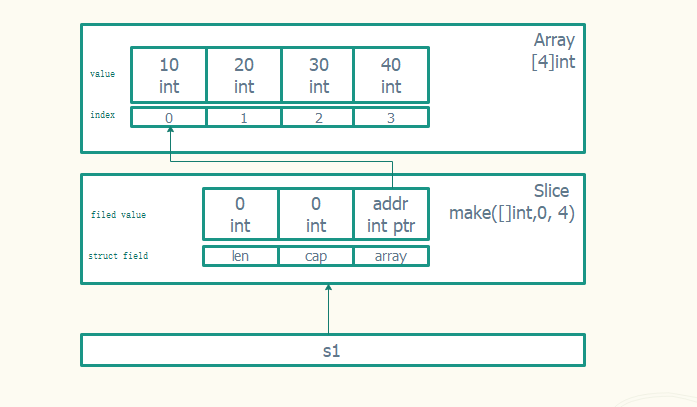 Array
[4]int
value
10 20 30 40
int int int int
index
0 1 2 3
Slice
make([]int,0, 4)
filed value
0 0 addr
int int int ptr
struct field
len cap array
s1